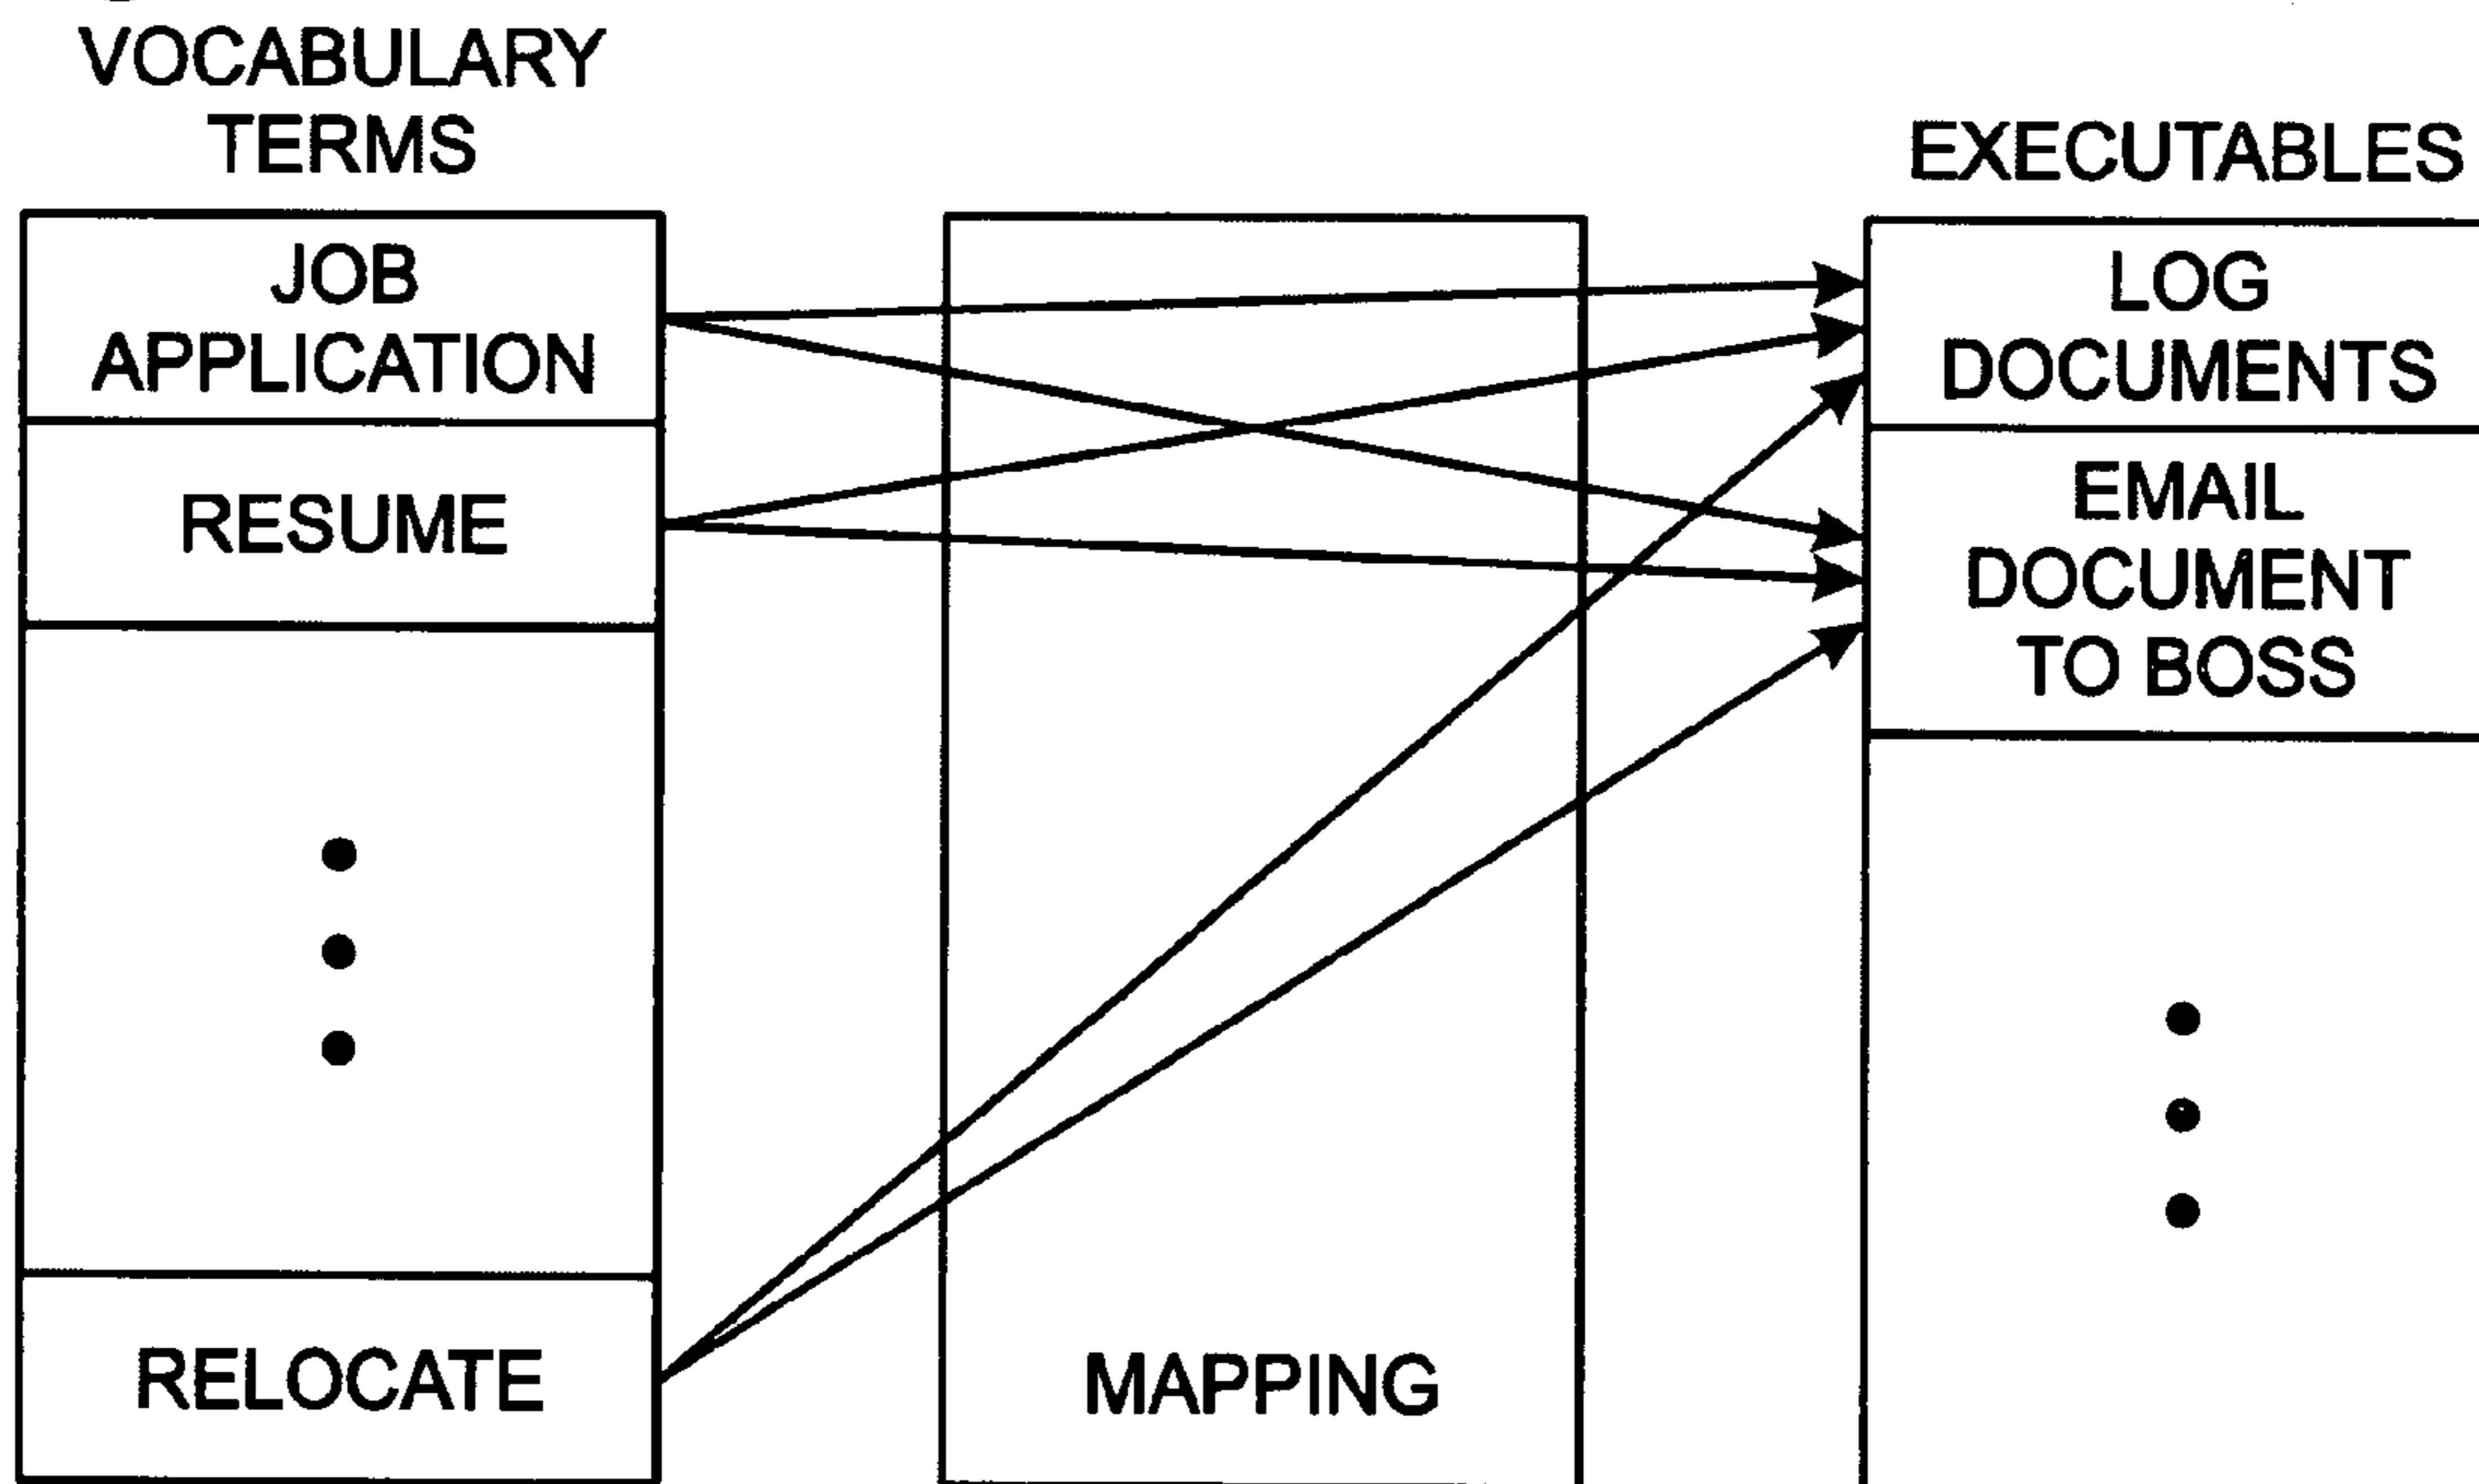 VOCABULARY
TERMS
JOB
APPLICATION
RESUME
RELOCATE
MAPPING
EXECUTABLES
LOG
DOCUMENTS
EMAIL
DOCUMENT
TO BOSS